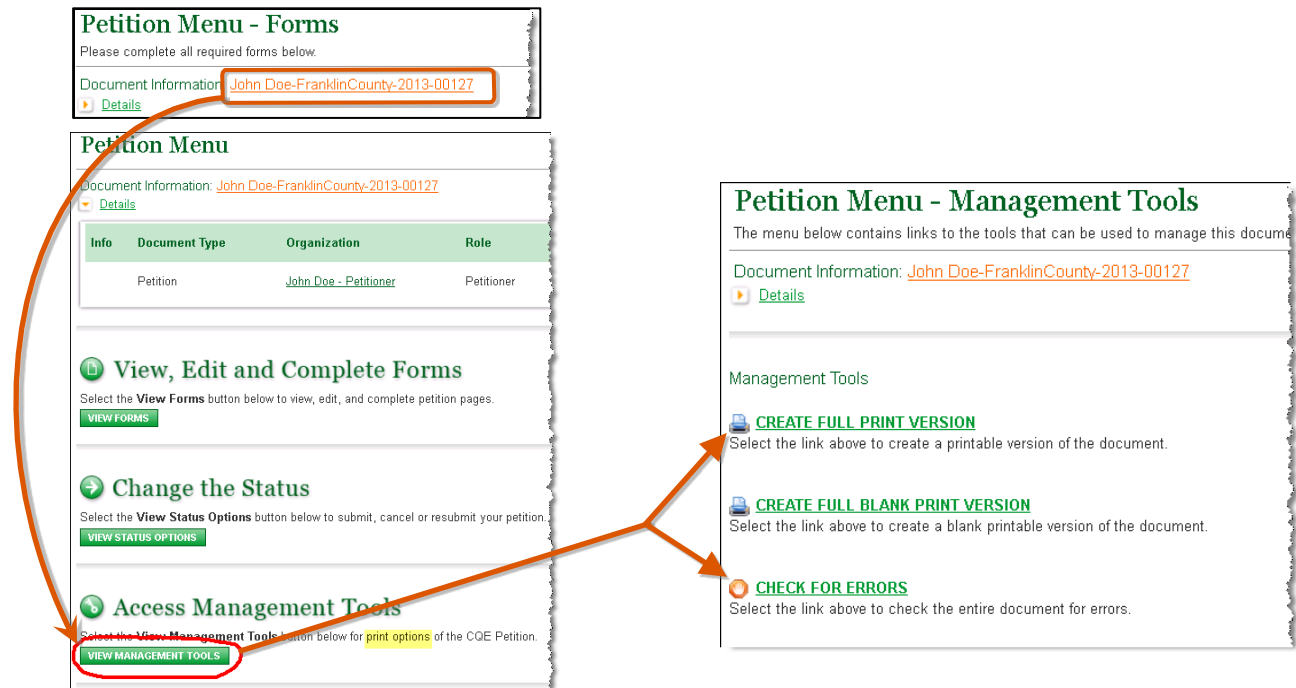 Petition Menu - Forms
Please complete all required forms below.
Document Information: John Doe-FranklinCounty-2013-00127
Details
Petition Menu
Document Information: John Doe-FranklinCounty-2013-00127
Details
Info Document Type Organization Role
Petition John Doe - Petitioner Petitioner
View, Edit and Complete Forms
Select the View Forms button below to view, edit, and complete petition pages.
VIEW FORMS
Change the Status
Select the View Status Options button below to submit, cancel or resubmit your petition.
VIEW STATUS OPTIONS
Access Management Tools
Select the View Management Tools button below for print options of the CQE Petition.
VIEW MANAGEMENT TOOLS
Petition Menu - Management Tools
The menu below contains links to the tools that can be used to manage this docume
Document Information: John Doe-FranklinCounty-2013-00127
Details
Management Tools
CREATE FULL PRINT VERSION
Select the link above to create a printable version of the document.
CREATE FULL BLANK PRINT VERSION
Select the link above to create a blank printable version of the document.
CHECK FOR ERRORS
Select the link above to check the entire document for errors.